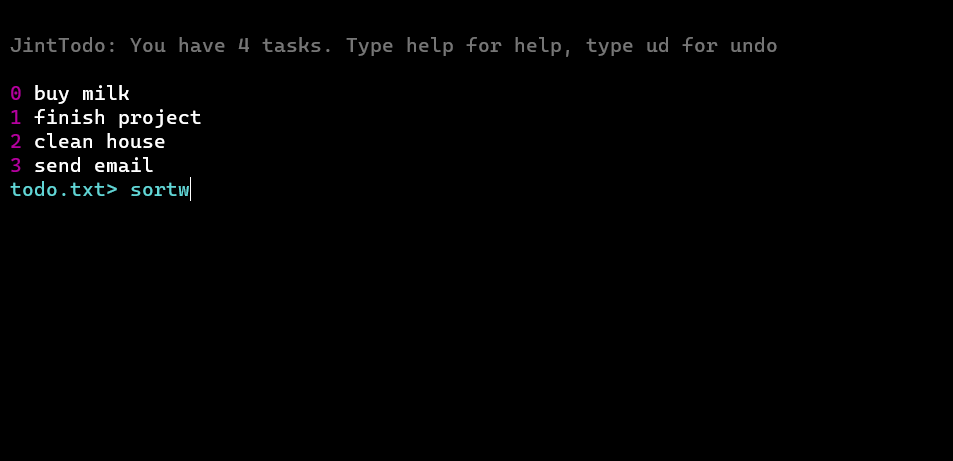 JintTodo: You have 4 tasks. Type help for help, type ud for undo
0 buy milk
1 finish project
2 clean house
3 send email
todo.txt> sortw